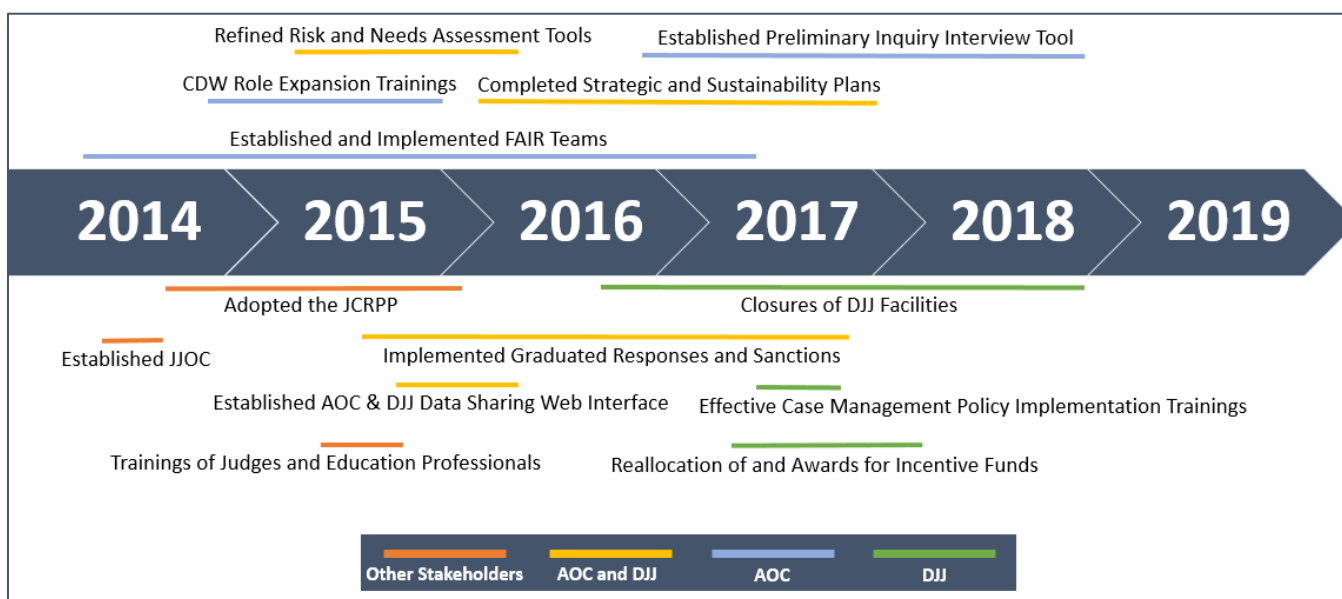 Refined Risk and Needs Assessment Tools
Established Preliminary Inquiry Interview Tool
CDW Role Expansion Trainings
Completed Strategic and Sustainability Plans
Established and Implemented FAIR Teams
2014
2015
2016
2017
2018
2019
Adopted the JCRPP
Closures of DJJ Facilities
Established JJOC
Implemented Graduated Responses and Sanctions
Established AOC & DJJ Data Sharing Web Interface
Effective Case Management Policy Implementation Trainings
Trainings of Judges and Education Professionals
Reallocation of and Awards for Incentive Funds
Other Stakeholders
AOC and DJJ
AOC
DJJ